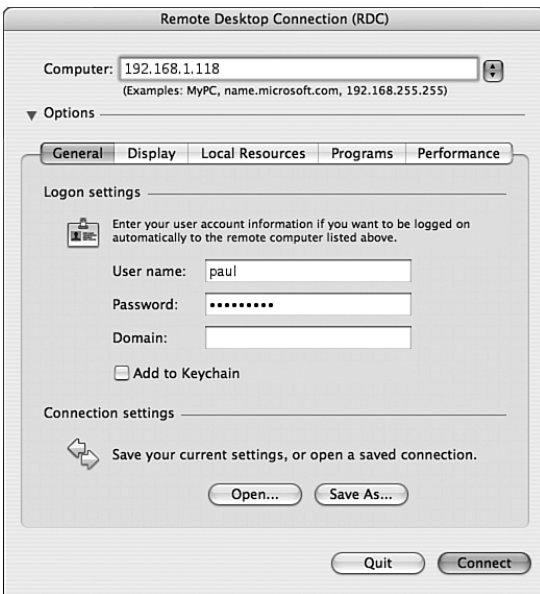 Remote Desktop Connection (RDC)
Computer: 192.168.1.118
(Examples: MyPC, name.microsoft.com, 192.168.255.255)
Options
General Display Local Resources Programs Performance
Logon settings
Enter your user account information if you want to be logged on
automatically to the remote computer listed above.
User name: paul
Password: •••••••••
Domain:
Add to Keychain
Connection settings
Save your current settings, or open a saved connection.
Open... Save As...
Quit Connect